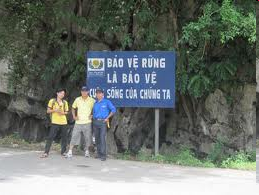 BẢO VỆ RỪNG
LÀ BẢO VỆ
CUỘC SỐNG CỦA CHÚNG TA